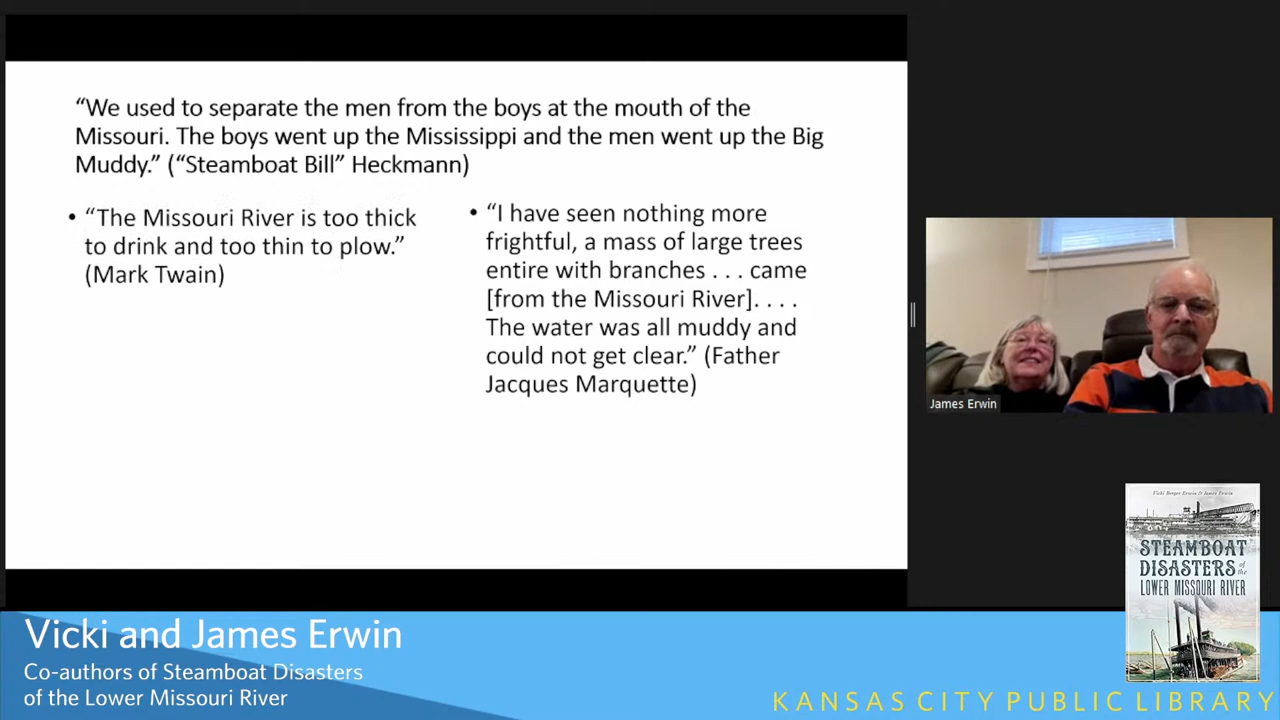 “We used to separate the men from the boys at the mouth of the
Missouri. The boys went up the Mississippi and the men went up the Big
Muddy.” (“Steamboat Bill” Heckmann)
• “The Missouri River is too thick
to drink and too thin to plow.”
(Mark Twain)
• “I have seen nothing more
frightful, a mass of large trees
entire with branches . . . came
[from the Missouri River]. . . .
The water was all muddy and
could not get clear.” (Father
Jacques Marquette)
James Erwin
Vicki Berger Erwin & James Erwin
STEAMBOAT
DISASTERS
of the
LOWER MISSOURI RIVER
Vicki and James Erwin
Co-authors of Steamboat Disasters
of the Lower Missouri River
KANSAS CITY PUBLIC LIBRARY